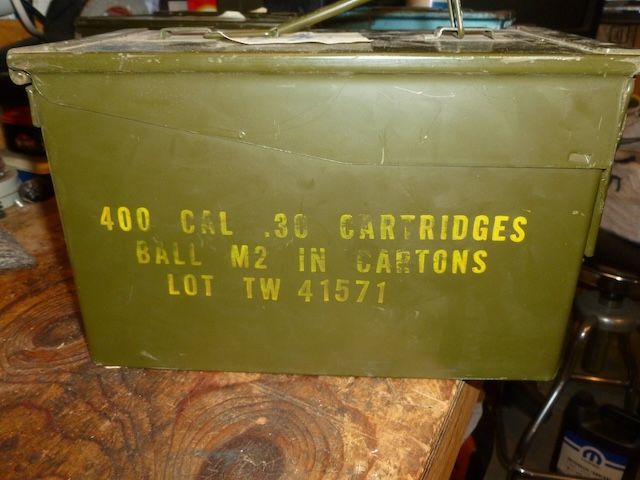 400 CAL .30 CARTRIDGES
BALL M2 IN CARTONS
LOT TW 41571